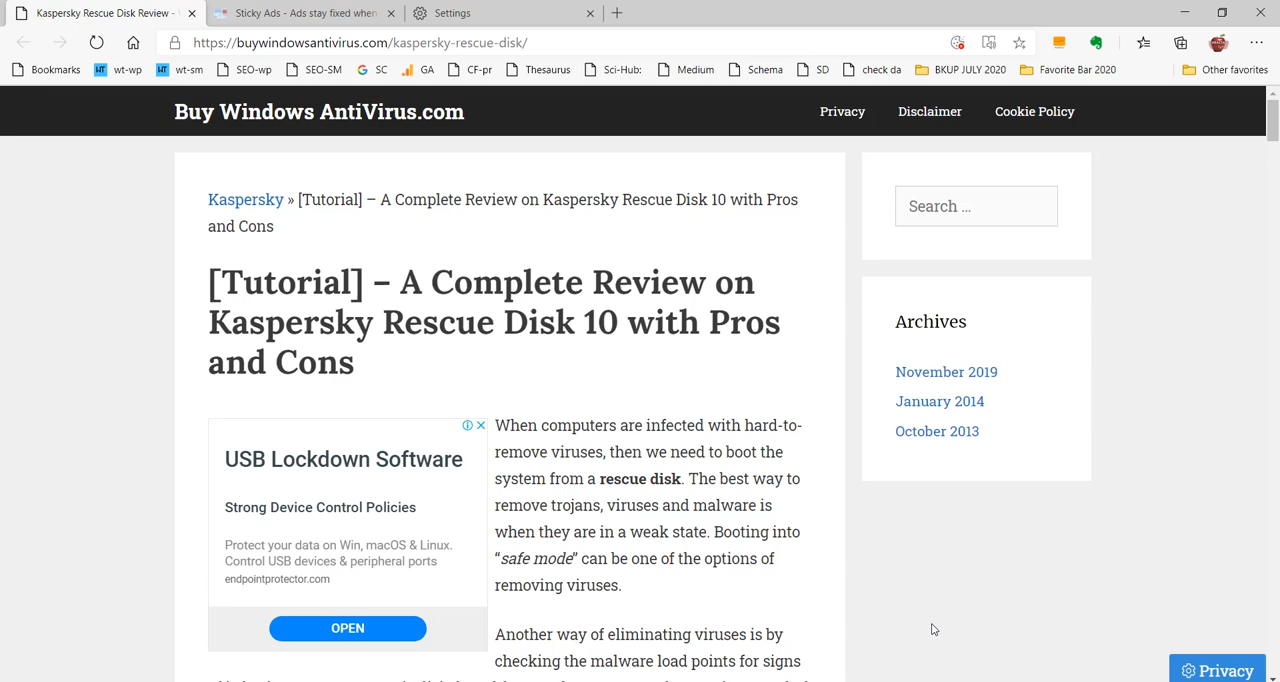 Kaspersky Rescue Disk Review -
Sticky Ads - Ads stay fixed when
Settings
https://buywindowsantivirus.com/kaspersky-rescue-disk/
Bookmarks wt-wp wt-sm SEO-wp SEO-SM SC GA CF-pr Thesaurus Sci-Hub: Medium Schema SD check da BKUP JULY 2020 Favorite Bar 2020 Other favorites
Buy Windows AntiVirus.com
Privacy Disclaimer Cookie Policy
Kaspersky » [Tutorial] – A Complete Review on Kaspersky Rescue Disk 10 with Pros
and Cons
[Tutorial] – A Complete Review on
Kaspersky Rescue Disk 10 with Pros
and Cons
USB Lockdown Software
Strong Device Control Policies
Protect your data on Win, macOS & Linux.
Control USB devices & peripheral ports
endpointprotector.com
OPEN
When computers are infected with hard-to-
remove viruses, then we need to boot the
system from a rescue disk. The best way to
remove trojans, viruses and malware is
when they are in a weak state. Booting into
“safe mode” can be one of the options of
removing viruses.
Another way of eliminating viruses is by
checking the malware load points for signs
Search …
Archives
November 2019
January 2014
October 2013
Privacy